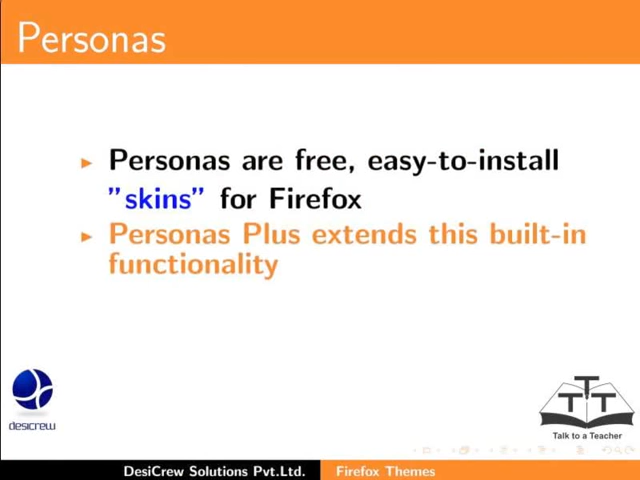 Personas
Personas are free, easy-to-install
”skins” for Firefox
Personas Plus extends this built-in
functionality
desicrew
TTT
Talk to a Teacher
DesiCrew Solutions Pvt.Ltd. Firefox Themes